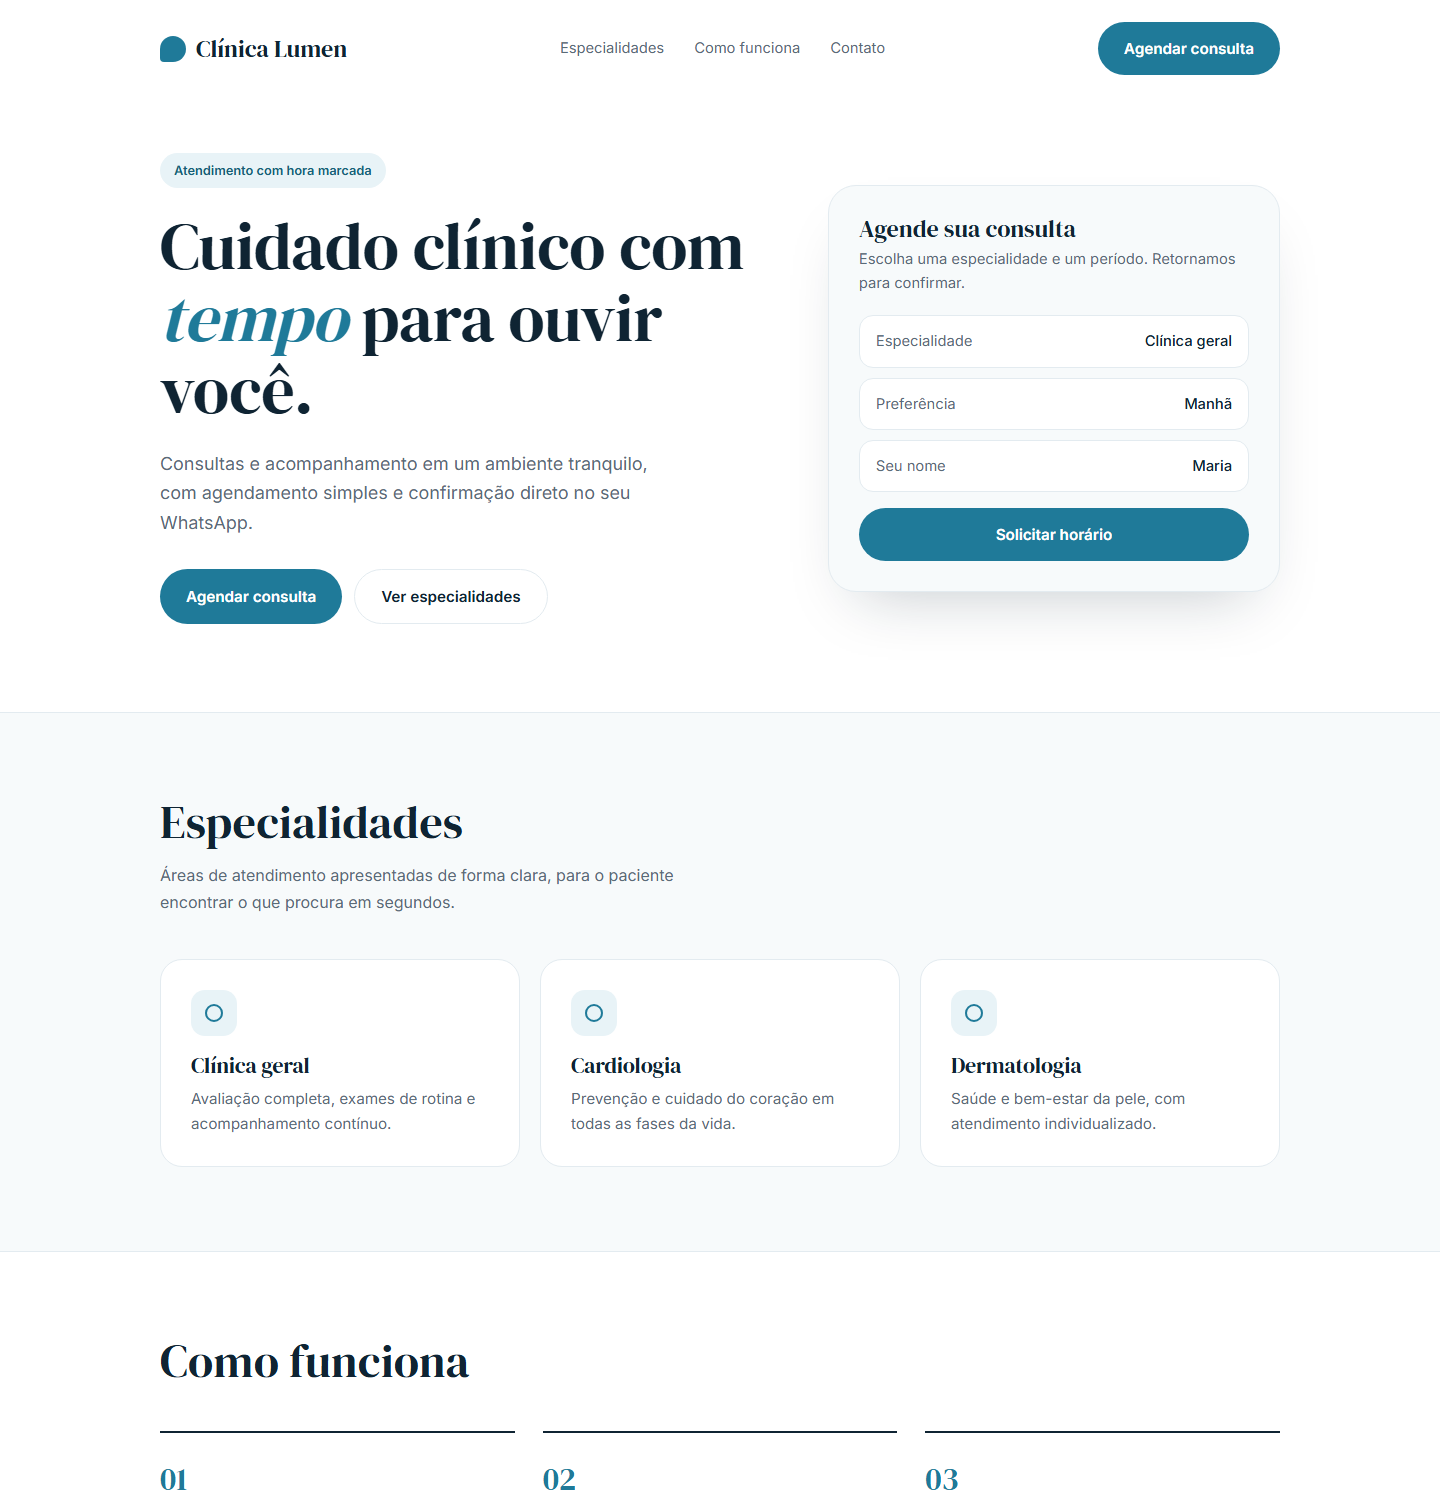 Clínica Lumen
Especialidades
Como funciona
Contato
Agendar consulta
Atendimento com hora marcada
Cuidado clínico com
tempo para ouvir
você.
Consultas e acompanhamento em um ambiente tranquilo,
com agendamento simples e confirmação direto no seu
WhatsApp.
Agendar consulta
Ver especialidades
Agende sua consulta
Escolha uma especialidade e um período. Retornamos
para confirmar.
Especialidade
Clínica geral
Preferência
Manhã
Seu nome
Maria
Solicitar horário
Especialidades
Áreas de atendimento apresentadas de forma clara, para o paciente
encontrar o que procura em segundos.
Clínica geral
Avaliação completa, exames de rotina e
acompanhamento contínuo.
Cardiologia
Prevenção e cuidado do coração em
todas as fases da vida.
Dermatologia
Saúde e bem-estar da pele, com
atendimento individualizado.
Como funciona
01
02
03